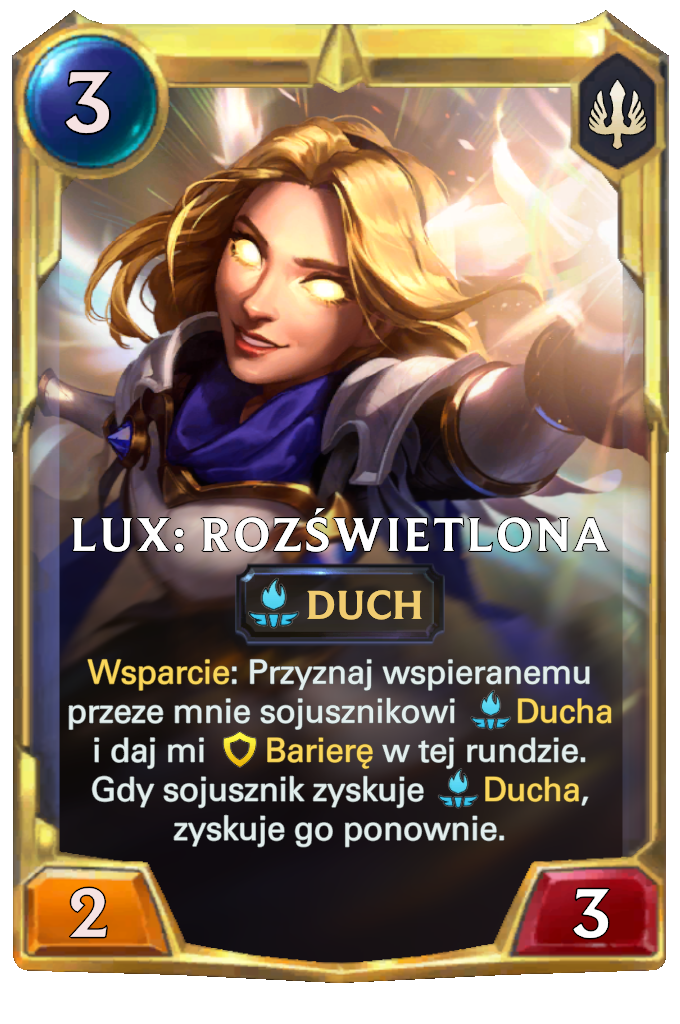 3
LUX: ROZŚWIETLONA
DUCH
Wsparcie: Przyznaj wspieranemu
przeze mnie sojusznikowi Ducha
i daj mi Barierę w tej rundzie.
Gdy sojusznik zyskuje Ducha,
zyskuje go ponownie.
2
3